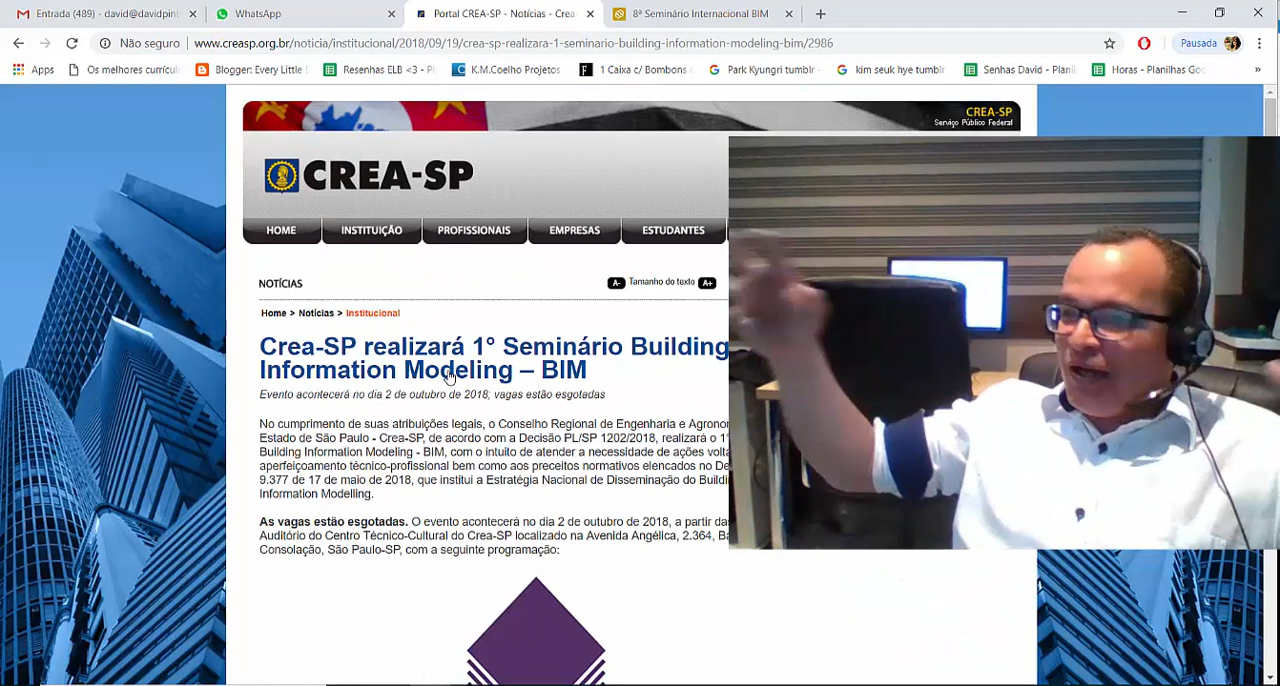 Entrada (489) - david@davidpint
WhatsApp
Portal CREA-SP - Notícias - Crea-
8ª Seminário Internacional BIM
Não seguro
www.creasp.org.br/noticia/institucional/2018/09/19/crea-sp-realizara-1-seminario-building-information-modeling-bim/2986
Pausada
Apps
Os melhores currícul
Blogger: Every Little
Resenhas ELB <3 - Pl
K.M.Coelho Projetos
1 Caixa c/ Bombons
Park Kyungri tumblr -
kim seuk hye tumblr
Senhas David - Plani
Horas - Planilhas Go
CREA-SP
Serviço Público Federal
CREA-SP
HOME
INSTITUIÇÃO
PROFISSIONAIS
EMPRESAS
ESTUDANTES
NOTÍCIAS
A-
Tamanho do texto
A+
Home > Notícias > Institucional
Crea-SP realizará 1° Seminário Building
Information Modeling – BIM
Evento acontecerá no dia 2 de outubro de 2018; vagas estão esgotadas
No cumprimento de suas atribuições legais, o Conselho Regional de Engenharia e Agronor
Estado de São Paulo - Crea-SP, de acordo com a Decisão PL/SP 1202/2018, realizará o 1°
Building Information Modeling - BIM, com o intuito de atender a necessidade de ações volta
aperfeiçoamento técnico-profissional bem como aos preceitos normativos elencados no De
9.377 de 17 de maio de 2018, que institui a Estratégia Nacional de Disseminação do Buildi
Information Modelling.
As vagas estão esgotadas. O evento acontecerá no dia 2 de outubro de 2018, a partir das
Auditório do Centro Técnico-Cultural do Crea-SP localizado na Avenida Angélica, 2.364, Ba
Consolação, São Paulo-SP, com a seguinte programação: